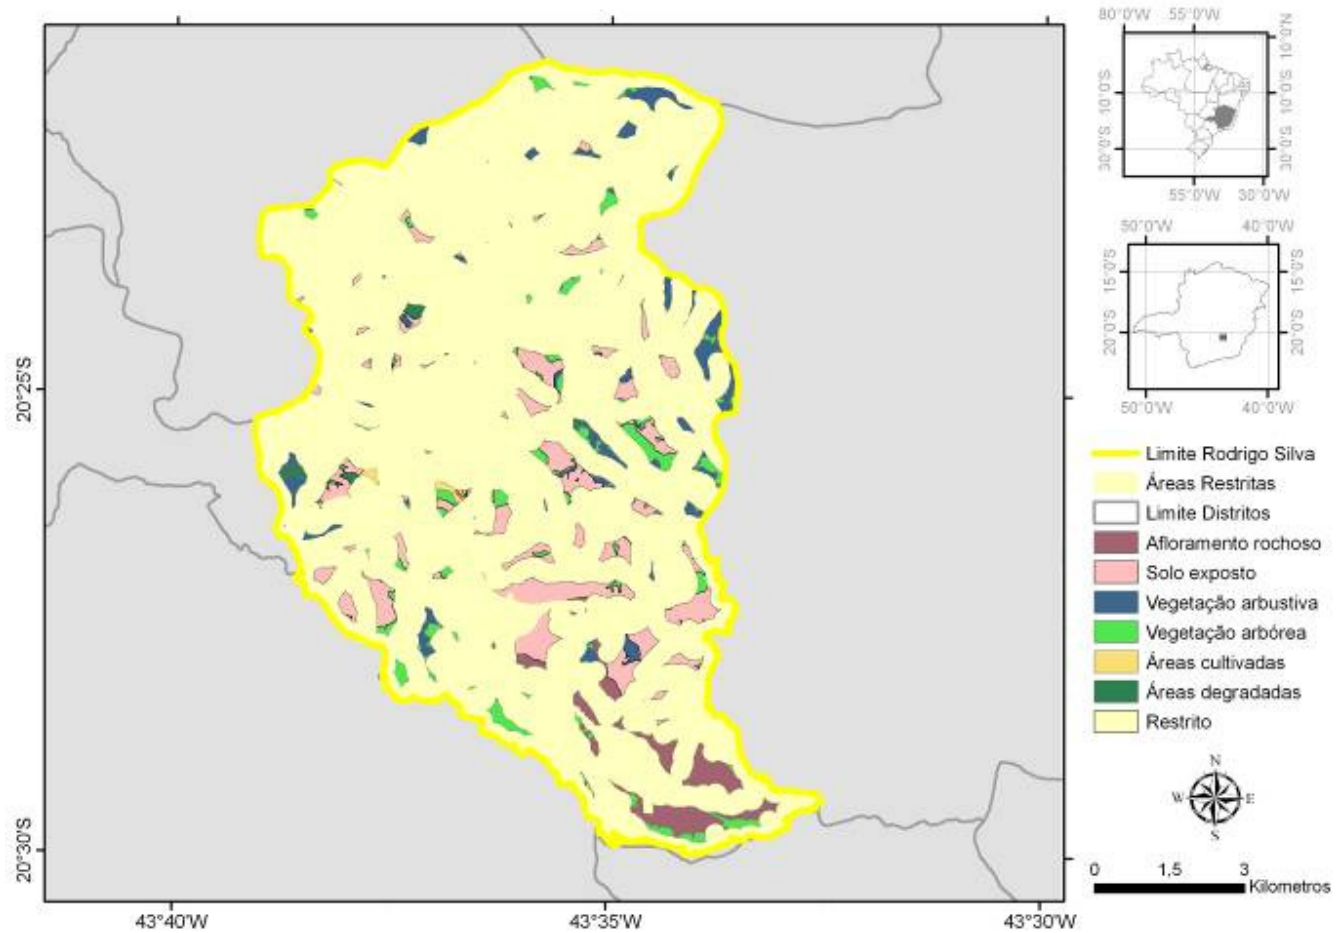 80°0'W 55°0'W
0°0'N
10°0'S
10°0'S
30°0'S
30°0'S
55°0'W 30°0'W
50°0'W 40°0'W
15°0'S
15°0'S
20°0'S
20°0'S
50°0'W 40°0'W
20°25'S
20°30'S
Limite Rodrigo Silva
Áreas Restritas
Limite Distritos
Afloramento rochoso
Solo exposto
Vegetação arbustiva
Vegetação arbórea
Áreas cultivadas
Áreas degradadas
Restrito
N
W E
S
0 1,5 3
Kilometros
43°40'W 43°35'W 43°30'W